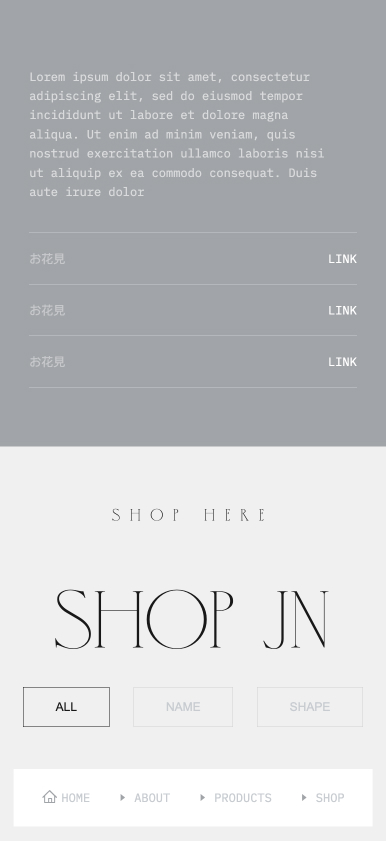 Lorem ipsum dolor sit amet, consectetur
adipiscing elit, sed do eiusmod tempor
incididunt ut labore et dolore magna
aliqua. Ut enim ad minim veniam, quis
nostrud exercitation ullamco laboris nisi
ut aliquip ex ea commodo consequat. Duis
aute irure dolor
お花見 LINK
お花見 LINK
お花見 LINK
SHOP HERE
SHOP JN
ALL NAME SHAPE
HOME ABOUT PRODUCTS SHOP